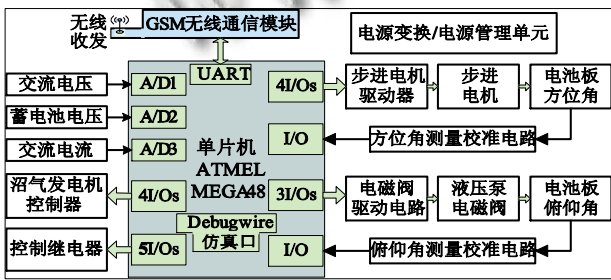 无线
收发
GSM无线通信模块
电源变换/电源管理单元
UART
交流电压
A/D1
4I/Os
步进电机
驱动器
步进
电机
电池板
方位角
蓄电池电压
A/D2
I/O
方位角测量校准电路
交流电流
A/D3
单片机
ATMEL
MEGA48
沼气发电机
控制器
4I/Os
3I/Os
电磁阀
驱动电路
液压泵
电磁阀
电池板
俯仰角
Debugwire
仿真口
控制继电器
5I/Os
I/O
俯仰角测量校准电路